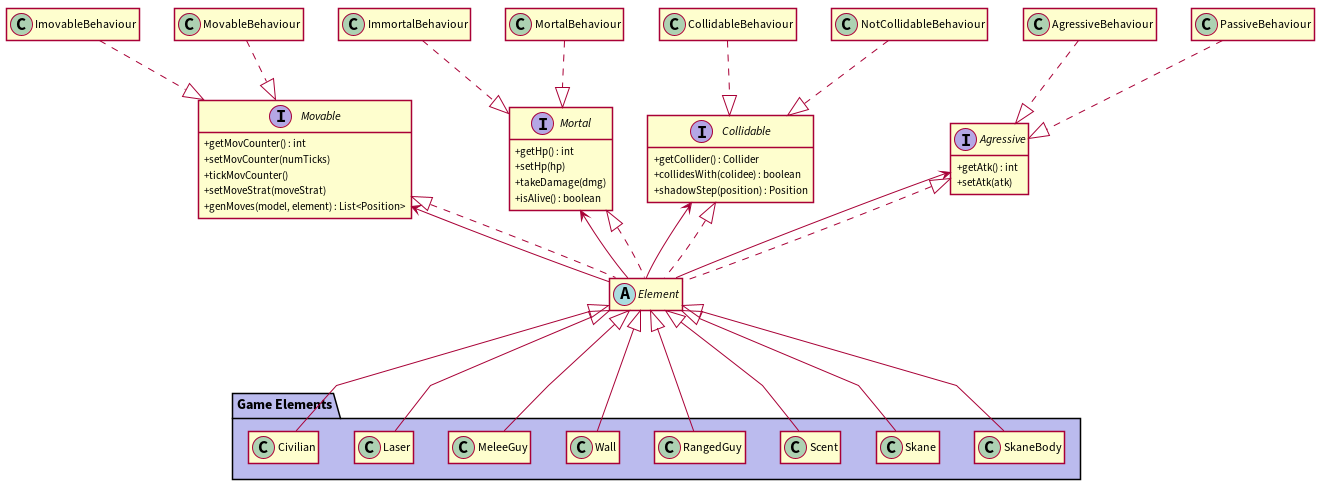 C ImovableBehaviour
C MovableBehaviour
C ImmortalBehaviour
C MortalBehaviour
C CollidableBehaviour
C NotCollidableBehaviour
C AgressiveBehaviour
C PassiveBehaviour
I Movable
+getMovCounter() : int
+setMovCounter(numTicks)
+tickMovCounter()
+setMoveStrat(moveStrat)
+genMoves(model, element) : List<Position>
I Mortal
+getHp() : int
+setHp(hp)
+takeDamage(dmg)
+isAlive() : boolean
I Collidable
+getCollider() : Collider
+collidesWith(colidee) : boolean
+shadowStep(position) : Position
I Agressive
+getAtk() : int
+setAtk(atk)
A Element
Game Elements
C Civilian
C Laser
C MeleeGuy
C Wall
C RangedGuy
C Scent
C Skane
C SkaneBody